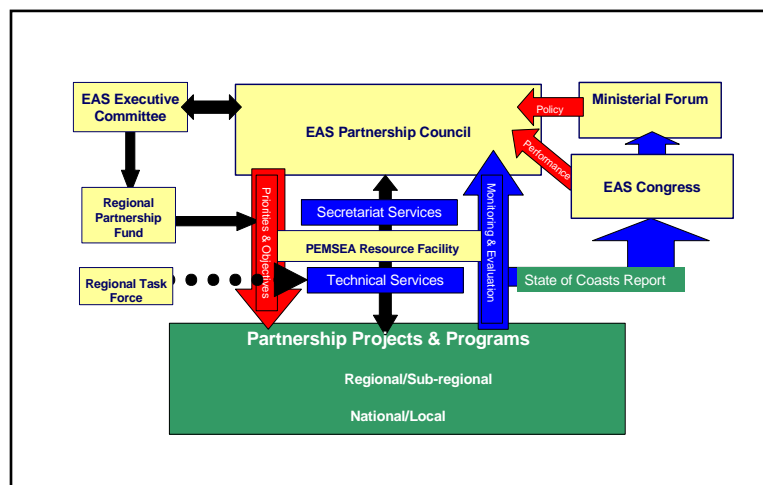 EAS Executive
Committee
EAS Partnership Council
Policy
Ministerial Forum
Performance
EAS Congress
Regional
Partnership
Fund
Priorities & Objectives
Secretariat Services
Monitoring & Evaluation
PEMSEA Resource Facility
Regional Task
Force
Technical Services
State of Coasts Report
Partnership Projects & Programs
Regional/Sub-regional
National/Local